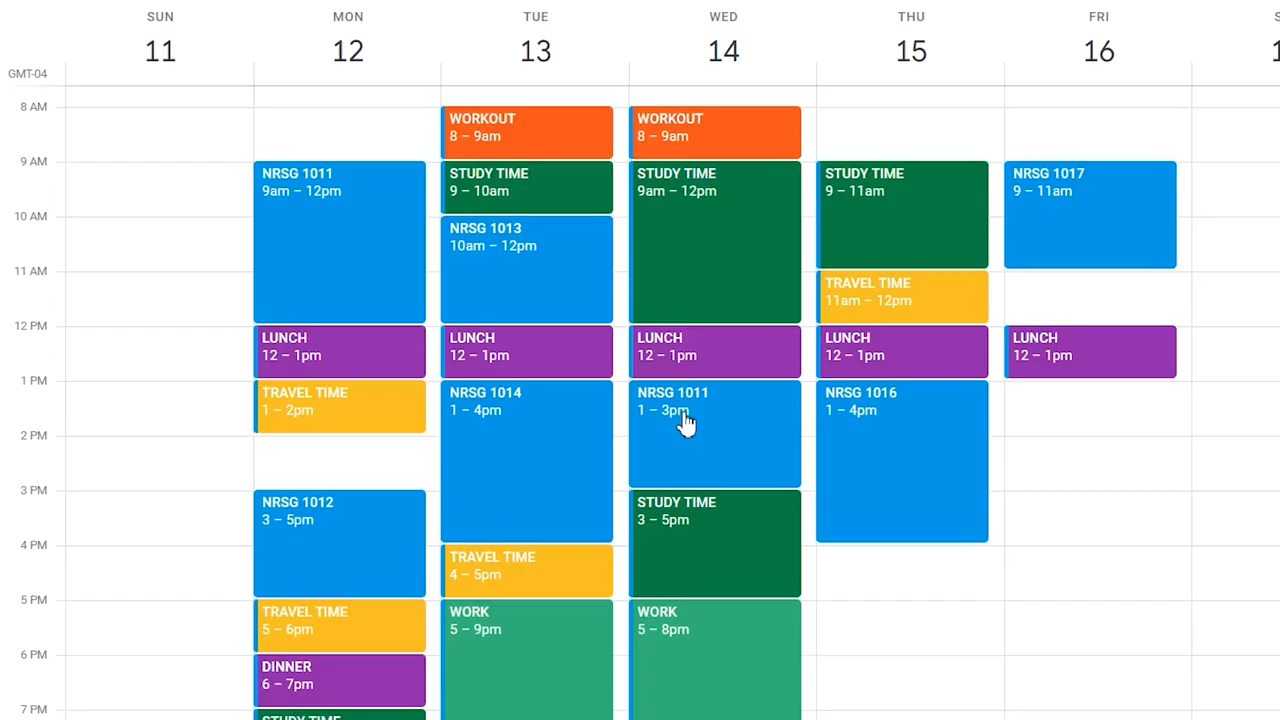 SUN
MON
TUE
WED
THU
FRI
S
11
12
13
14
15
16
1
GMT-04
8 AM
9 AM
10 AM
11 AM
12 PM
1 PM
2 PM
3 PM
4 PM
5 PM
6 PM
7 PM
NRSG 1011
9am – 12pm
LUNCH
12 – 1pm
TRAVEL TIME
1 – 2pm
NRSG 1012
3 – 5pm
TRAVEL TIME
5 – 6pm
DINNER
6 – 7pm
STUDY TIME
WORKOUT
8 – 9am
STUDY TIME
9 – 10am
NRSG 1013
10am – 12pm
LUNCH
12 – 1pm
NRSG 1014
1 – 4pm
TRAVEL TIME
4 – 5pm
WORK
5 – 9pm
WORKOUT
8 – 9am
STUDY TIME
9am – 12pm
LUNCH
12 – 1pm
NRSG 1011
1 – 3pm
STUDY TIME
3 – 5pm
WORK
5 – 8pm
STUDY TIME
9 – 11am
TRAVEL TIME
11am – 12pm
LUNCH
12 – 1pm
NRSG 1016
1 – 4pm
NRSG 1017
9 – 11am
LUNCH
12 – 1pm